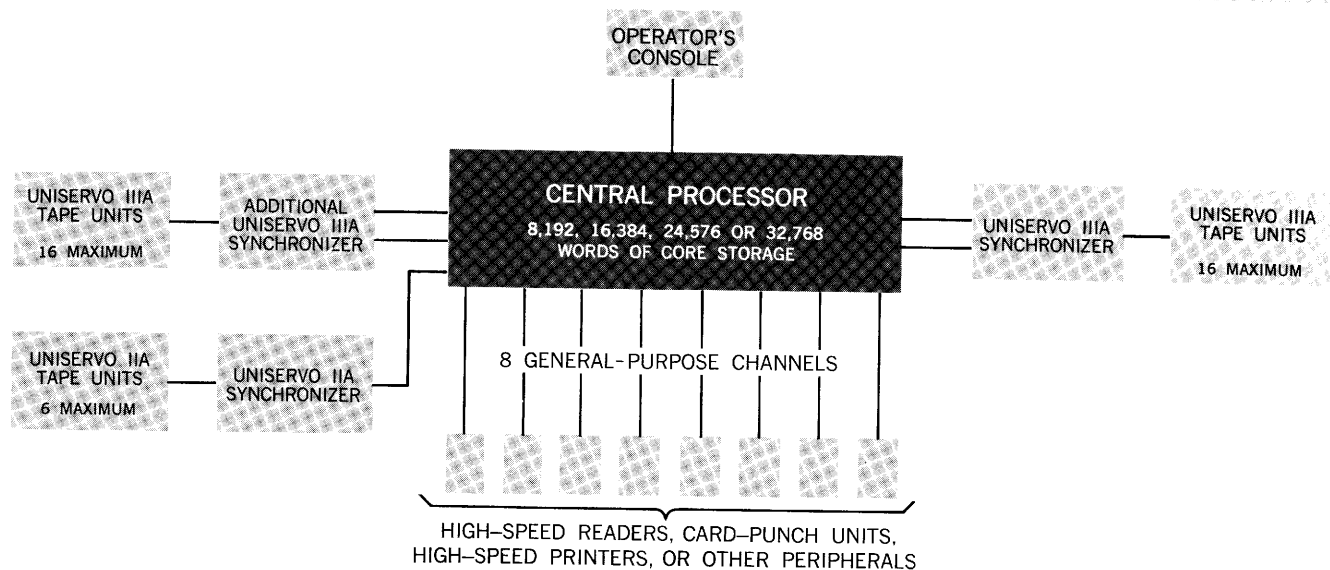 OPERATOR'S
CONSOLE
CENTRAL PROCESSOR
8,192, 16,384, 24,576 OR 32,768
WORDS OF CORE STORAGE
UNISERVO IIIA
TAPE UNITS
16 MAXIMUM
ADDITIONAL
UNISERVO IIIA
SYNCHRONIZER
UNISERVO IIIA
SYNCHRONIZER
UNISERVO IIIA
TAPE UNITS
16 MAXIMUM
UNISERVO IIA
TAPE UNITS
6 MAXIMUM
UNISERVO IIA
SYNCHRONIZER
8 GENERAL-PURPOSE CHANNELS
HIGH–SPEED READERS, CARD–PUNCH UNITS,
HIGH–SPEED PRINTERS, OR OTHER PERIPHERALS